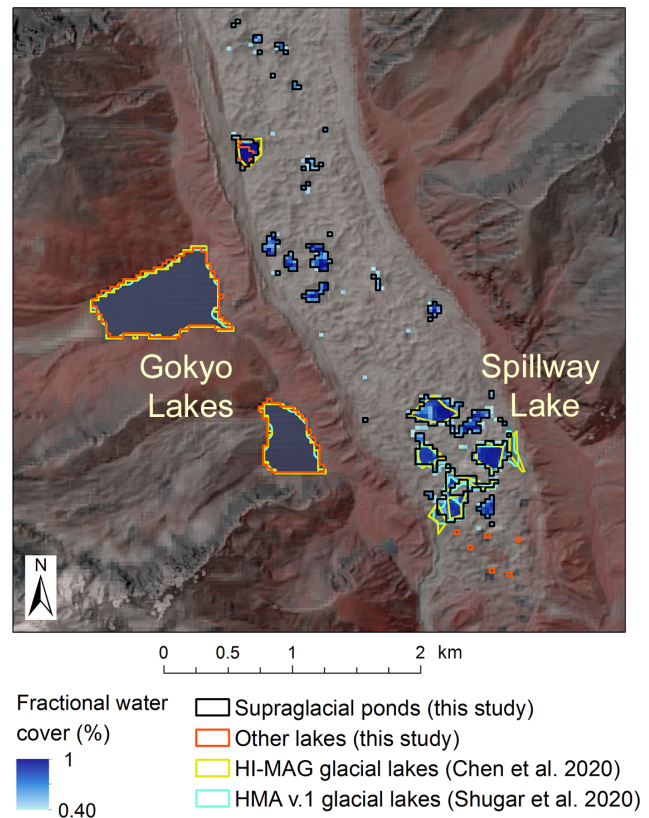 Gokyo
Lakes
Spillway
Lake
N
0 0.5 1 2 km
Fractional water
cover (%)
1
0.40
Supraglacial ponds (this study)
Other lakes (this study)
HI-MAG glacial lakes (Chen et al. 2020)
HMA v.1 glacial lakes (Shugar et al. 2020)